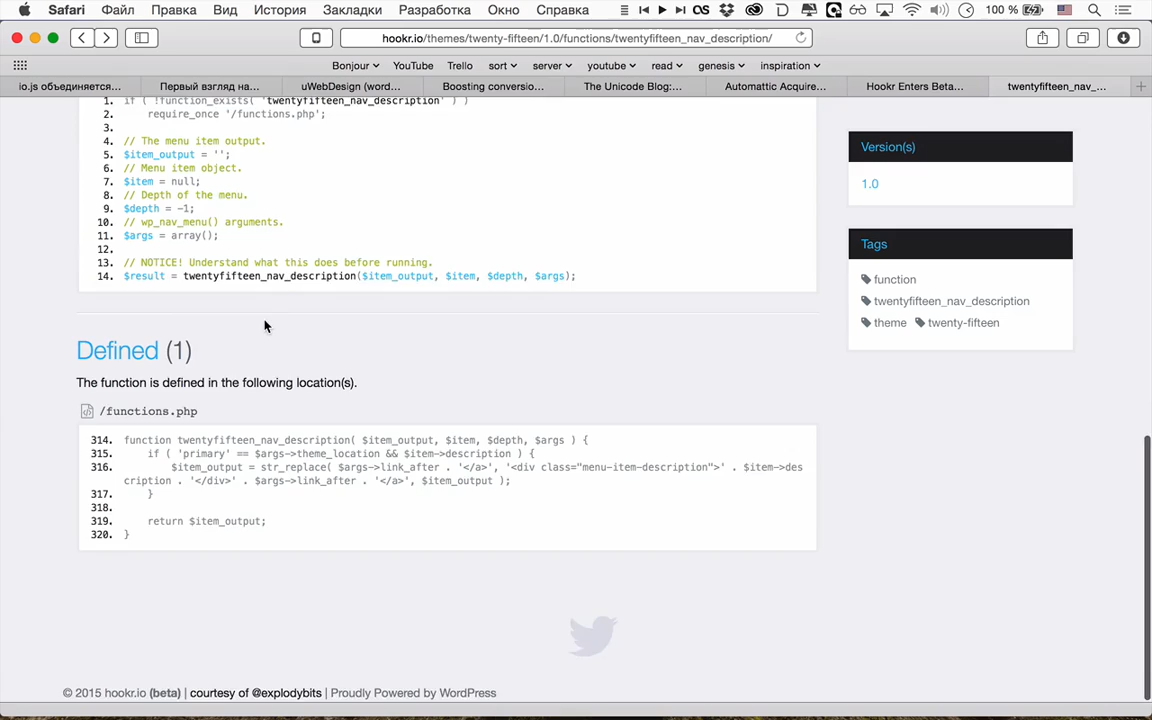 Safari Файл Правка Вид История Закладки Разработка Окно Справка 100 %
hookr.io/themes/twenty-fifteen/1.0/functions/twentyfifteen_nav_description/
Bonjour YouTube Trello sort server youtube read genesis inspiration
io.js объединяется... Первый взгляд на... uWebDesign (word... Boosting conversio... The Unicode Blog:... Automattic Acquire... Hookr Enters Beta... twentyfifteen_nav_...
1. if ( !function_exists( 'twentyfifteen_nav_description' ) )
2. require_once '/functions.php';
3.
4. // The menu item output.
5. $item_output = '';
6. // Menu item object.
7. $item = null;
8. // Depth of the menu.
9. $depth = -1;
10. // wp_nav_menu() arguments.
11. $args = array();
12.
13. // NOTICE! Understand what this does before running.
14. $result = twentyfifteen_nav_description($item_output, $item, $depth, $args);
Version(s)
1.0
Tags
function
twentyfifteen_nav_description
theme twenty-fifteen
Defined (1)
The function is defined in the following location(s).
/functions.php
314. function twentyfifteen_nav_description( $item_output, $item, $depth, $args ) {
315. if ( 'primary' == $args->theme_location && $item->description ) {
316. $item_output = str_replace( $args->link_after . '</a>', '<div class="menu-item-description">' . $item->des
cription . '</div>' . $args->link_after . '</a>', $item_output );
317. }
318.
319. return $item_output;
320. }
© 2015 hookr.io (beta) | courtesy of @explodybits | Proudly Powered by WordPress